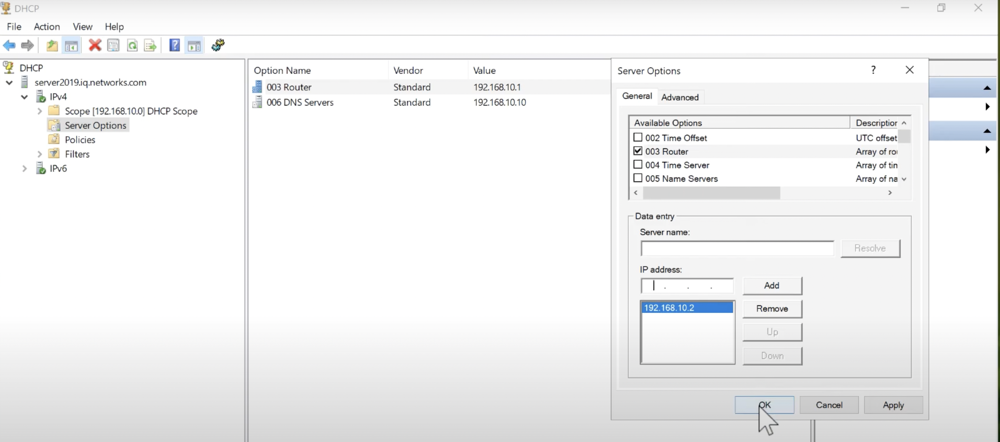 DHCP
File Action View Help
DHCP
server2019.iq.networks.com
IPv4
Scope [192.168.10.0] DHCP Scope
Server Options
Policies
Filters
IPv6
Option Name Vendor Value
003 Router Standard 192.168.10.1
006 DNS Servers Standard 192.168.10.10
Server Options ?
General Advanced
Available Options Description
002 Time Offset UTC offset
003 Router Array of rou
004 Time Server Array of tim
005 Name Servers Array of na
Data entry
Server name:
Resolve
IP address:
. . . Add
192.168.10.2 Remove
Up
Down
OK Cancel Apply